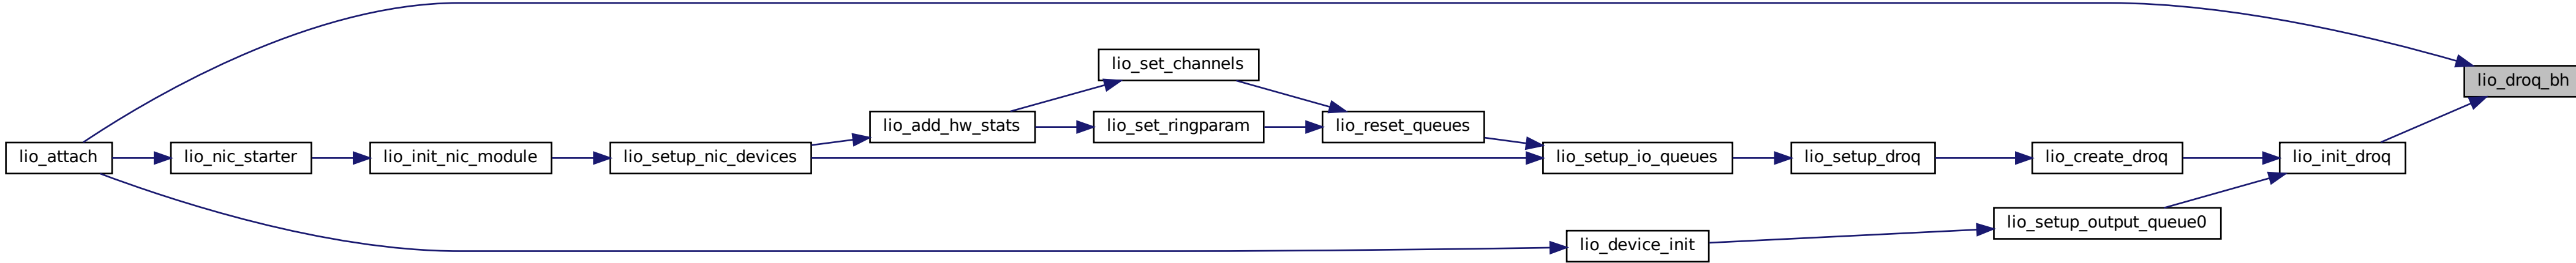 lio_set_channels
lio_droq_bh
lio_add_hw_stats
lio_set_ringparam
lio_reset_queues
lio_attach
lio_nic_starter
lio_init_nic_module
lio_setup_nic_devices
lio_setup_io_queues
lio_setup_droq
lio_create_droq
lio_init_droq
lio_setup_output_queue0
lio_device_init